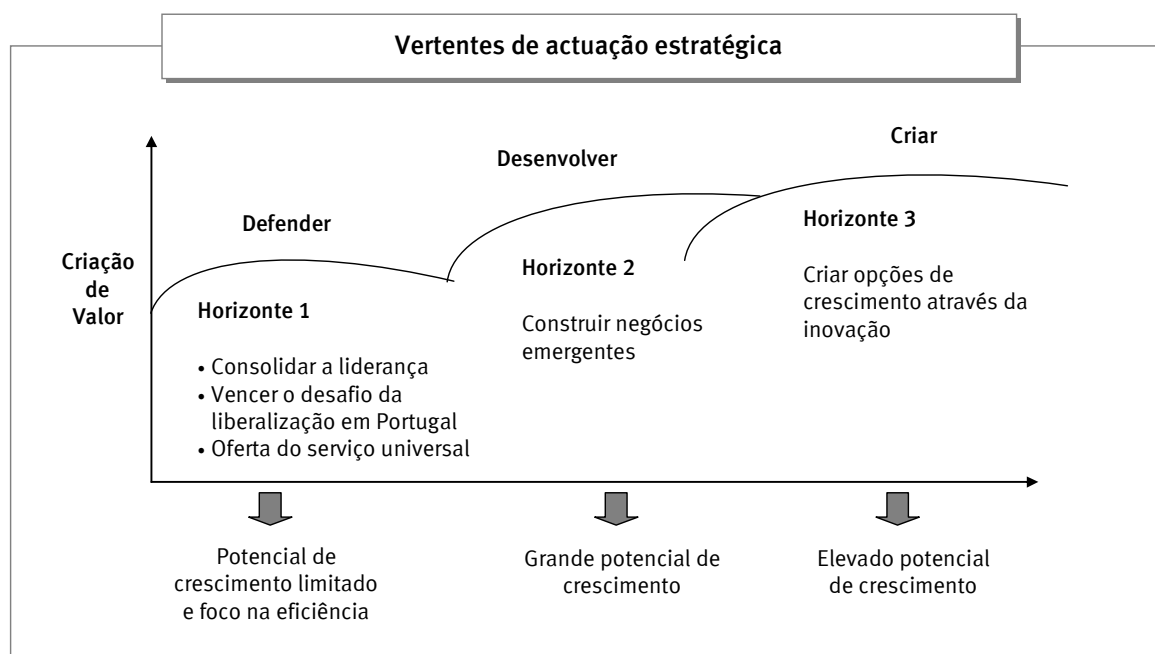 Vertentes de actuação estratégica
Criação
de
Valor
Defender
Horizonte 1
• Consolidar a liderança
• Vencer o desafio da
liberalização em Portugal
• Oferta do serviço universal
Desenvolver
Horizonte 2
Construir negócios
emergentes
Criar
Horizonte 3
Criar opções de
crescimento através da
inovação
Potencial de
crescimento limitado
e foco na eficiência
Grande potencial de
crescimento
Elevado potencial
de crescimento